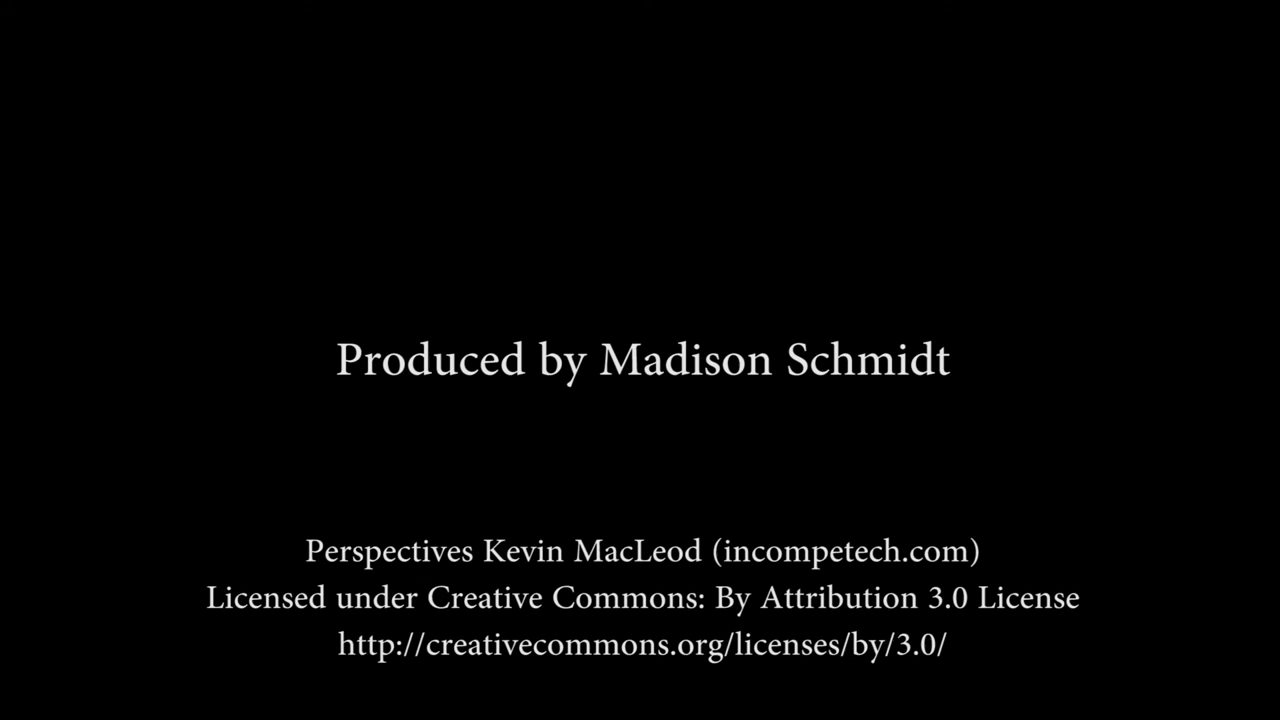 Produced by Madison Schmidt
Perspectives Kevin MacLeod (incompetech.com)
Licensed under Creative Commons: By Attribution 3.0 License
http://creativecommons.org/licenses/by/3.0/